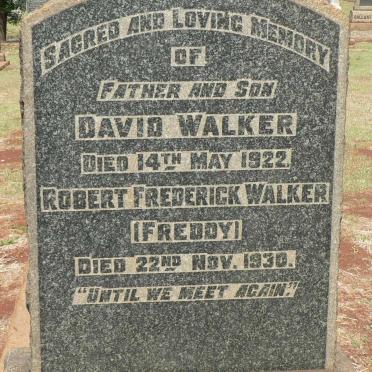 SACRED AND LOVING MEMORY
OF
FATHER AND SON
DAVID WALKER
DIED 14TH MAY 1922.
ROBERT FREDERICK WALKER
(FREDDY)
DIED 22ND NOV. 1930.
"UNTIL WE MEET AGAIN."